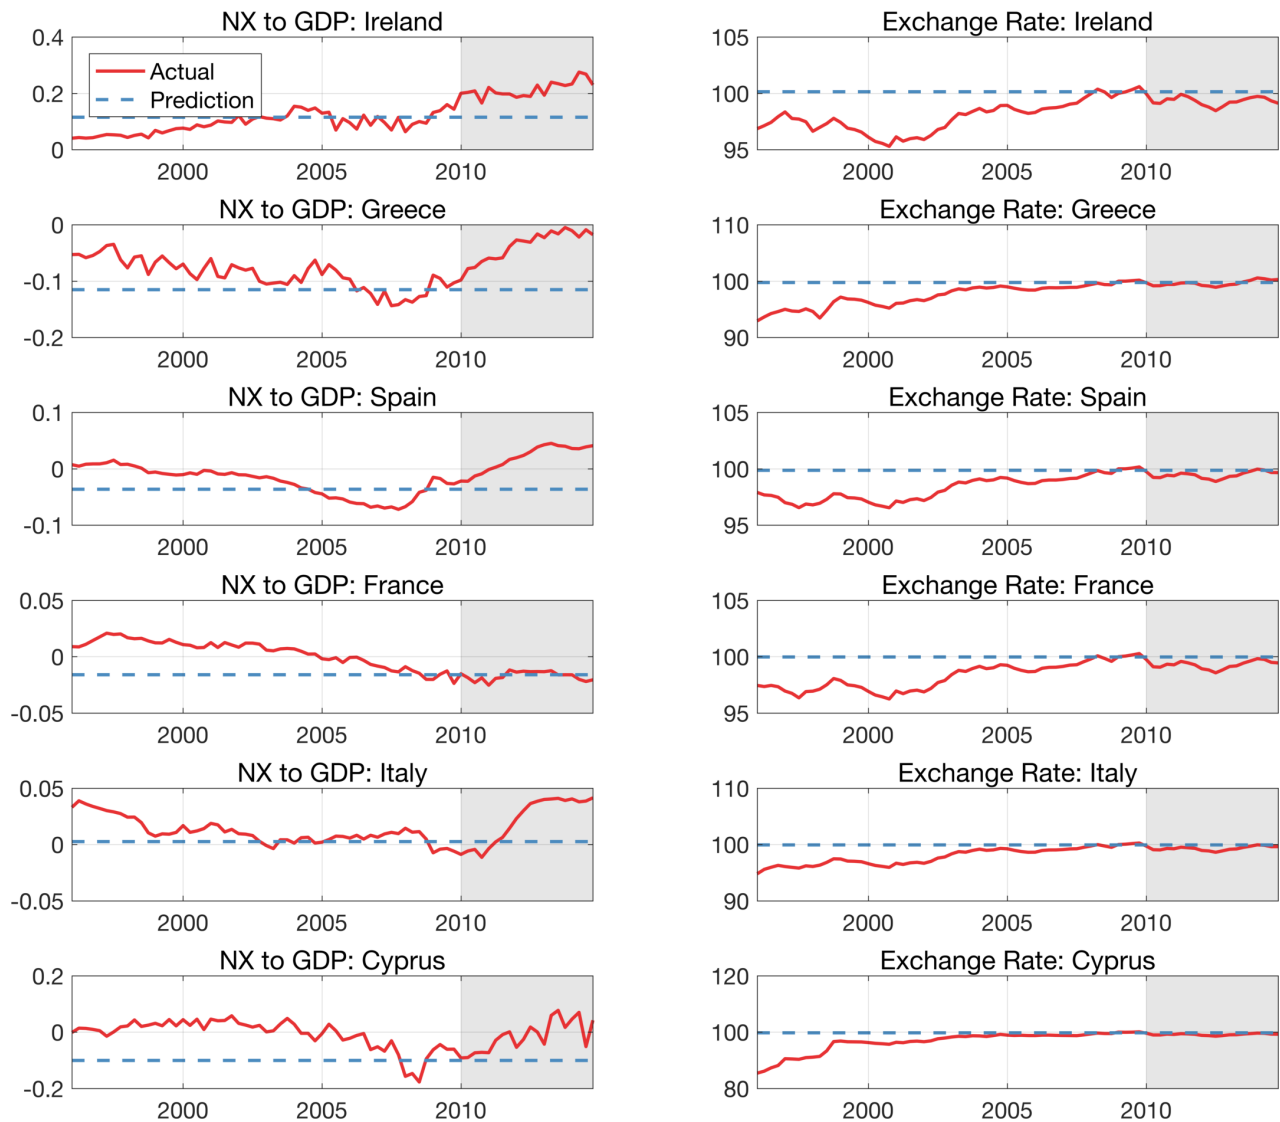 NX to GDP: Ireland
0.4
0.2
0
Actual
Prediction
2000 2005 2010
Exchange Rate: Ireland
105
100
95
2000 2005 2010
NX to GDP: Greece
0
-0.1
-0.2
2000 2005 2010
Exchange Rate: Greece
110
100
90
2000 2005 2010
NX to GDP: Spain
0.1
0
-0.1
2000 2005 2010
Exchange Rate: Spain
105
100
95
2000 2005 2010
NX to GDP: France
0.05
0
-0.05
2000 2005 2010
Exchange Rate: France
105
100
95
2000 2005 2010
NX to GDP: Italy
0.05
0
-0.05
2000 2005 2010
Exchange Rate: Italy
110
100
90
2000 2005 2010
NX to GDP: Cyprus
0.2
0
-0.2
2000 2005 2010
Exchange Rate: Cyprus
120
100
80
2000 2005 2010